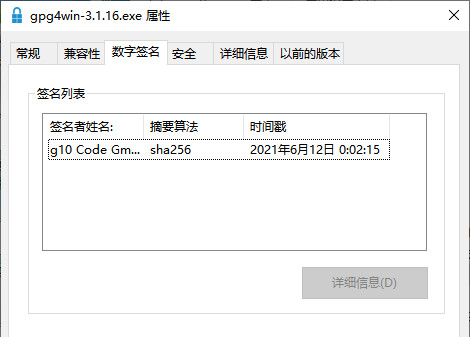 gpg4win-3.1.16.exe 属性
常规 兼容性 数字签名 安全 详细信息 以前的版本
签名列表
签名者姓名: 摘要算法 时间戳
g10 Code Gm... sha256 2021年6月12日 0:02:15
详细信息(D)